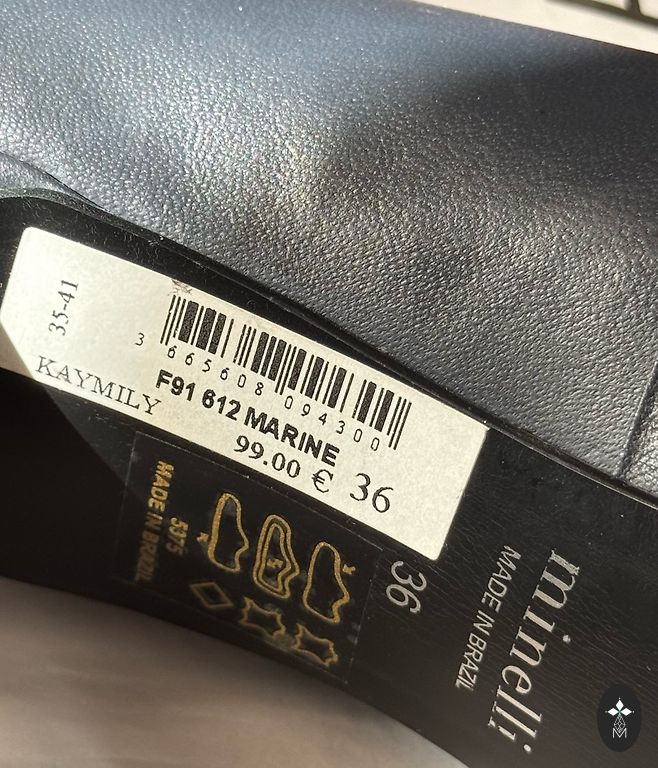 35-41
3 665608 094300
KAYMILY
F91 612 MARINE
99.00 € 36
MADE IN BRAZIL
5375
36
minelli
MADE IN BRAZIL
M